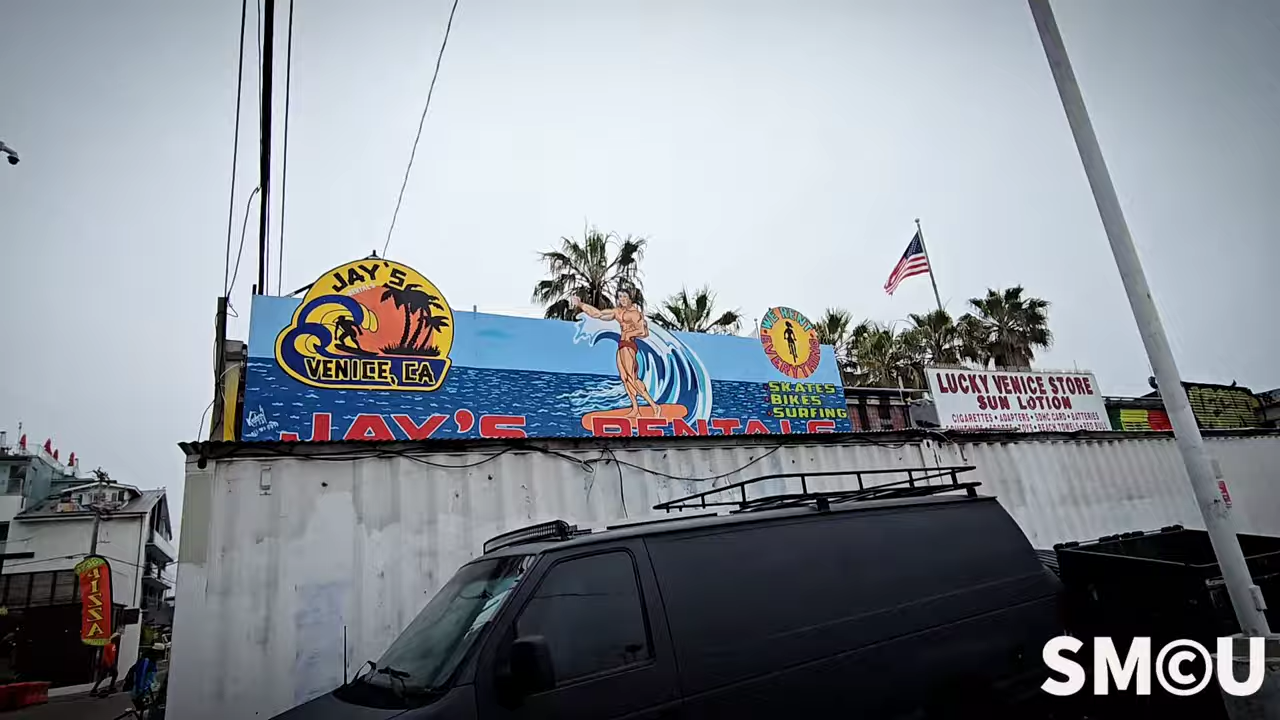 JAY'S
RENTAL'S
VENICE, CA
WE RENT
EVERYTHING
SKATES
BIKES
SURFING
JAY'S RENTALS
LUCKY VENICE STORE
SUN LOTION
CIGARETTES • ADAPTERS • SDHC CARD • BATTERIES
PIZZA
SM©U